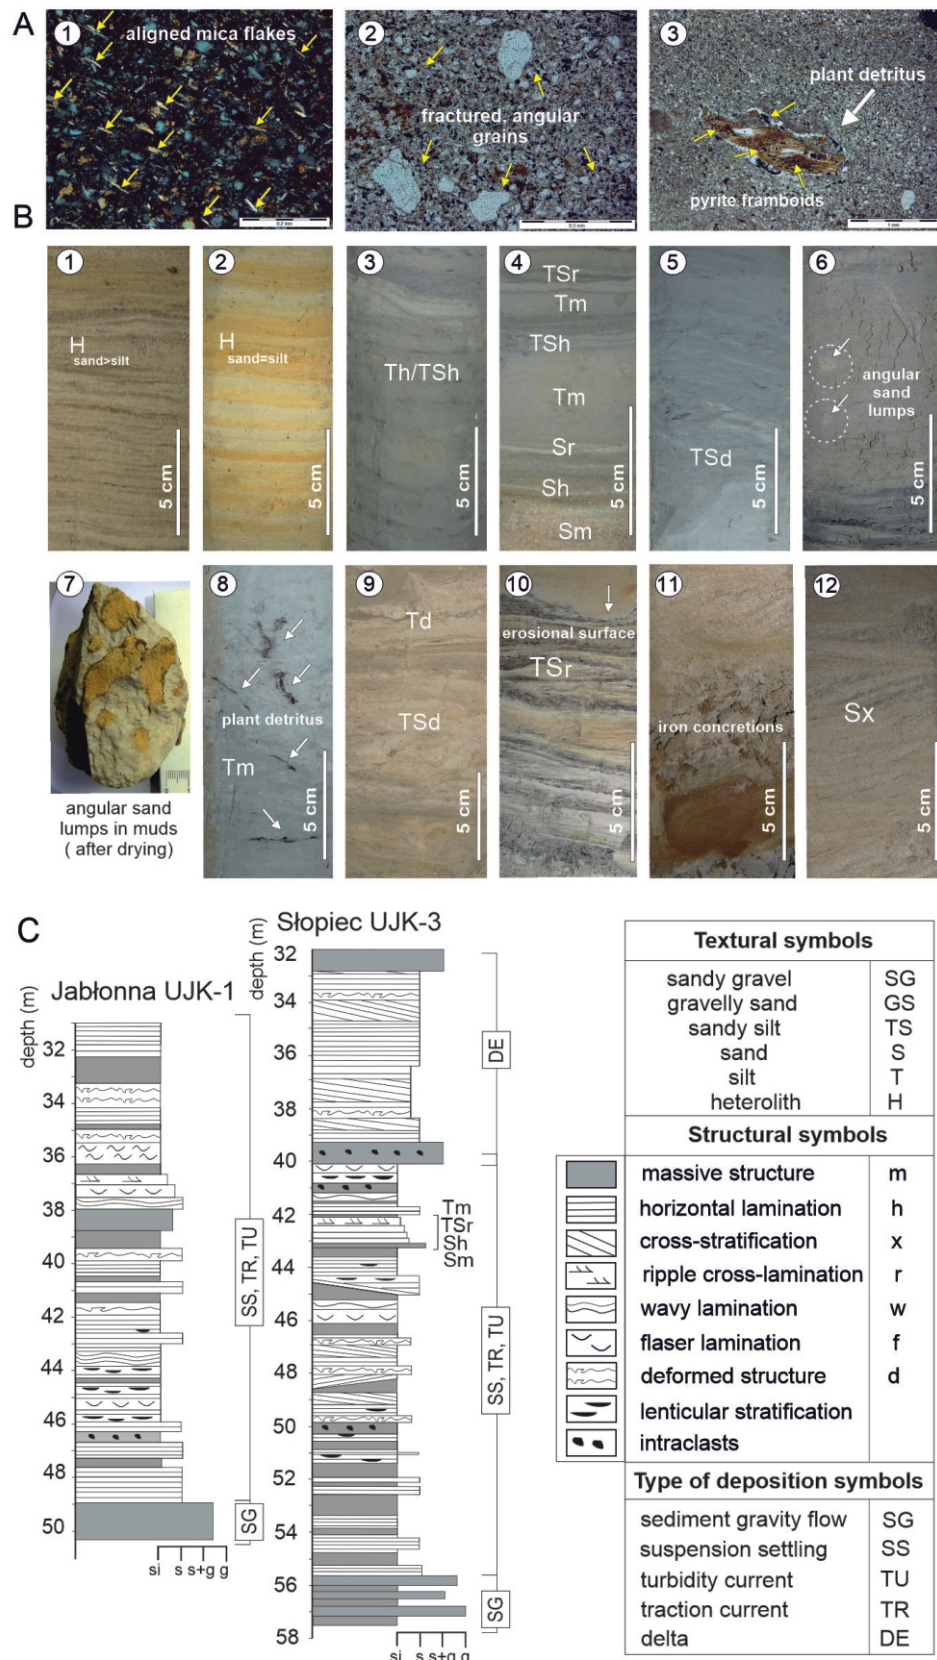 A
1
aligned mica flakes
0.2 mm
2
fractured, angular
grains
0.5 mm
3
plant detritus
pyrite framboids
1 mm
B
1
H
sand>silt
5 cm
2
H
sand=silt
5 cm
3
Th/TSh
5 cm
4
TSr
Tm
TSh
Tm
Sr
Sh
Sm
5 cm
5
TSd
5 cm
6
angular
sand
lumps
5 cm
7
angular sand
lumps in muds
( after drying)
8
plant detritus
Tm
5 cm
9
Td
TSd
5 cm
10
erosional surface
TSr
5 cm
11
iron concretions
5 cm
12
Sx
5 cm
C
Jabłonna UJK-1
depth (m)
32
34
36
38
40
42
44
46
48
50
SS, TR, TU
SG
si s s+g g
Słopiec UJK-3
depth (m)
32
34
36
38
40
42
44
46
48
50
52
54
56
58
Tm
TSr
Sh
Sm
DE
SS, TR, TU
SG
si s s+g g
Textural symbols
sandy gravel SG
gravelly sand GS
sandy silt TS
sand S
silt T
heterolith H
Structural symbols
massive structure m
horizontal lamination h
cross-stratification x
ripple cross-lamination r
wavy lamination w
flaser lamination f
deformed structure d
lenticular stratification
intraclasts
Type of deposition symbols
sediment gravity flow SG
suspension settling SS
turbidity current TU
traction current TR
delta DE